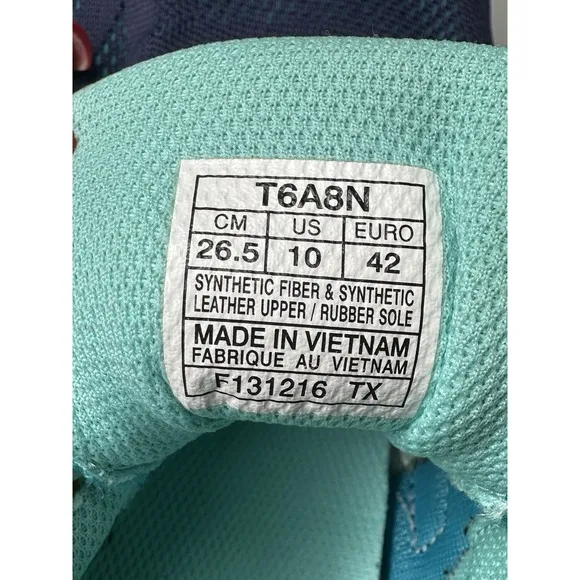 T6A8N
CM US EURO
26.5 10 42
SYNTHETIC FIBER & SYNTHETIC
LEATHER UPPER / RUBBER SOLE
MADE IN VIETNAM
FABRIQUE AU VIETNAM
F131216 TX